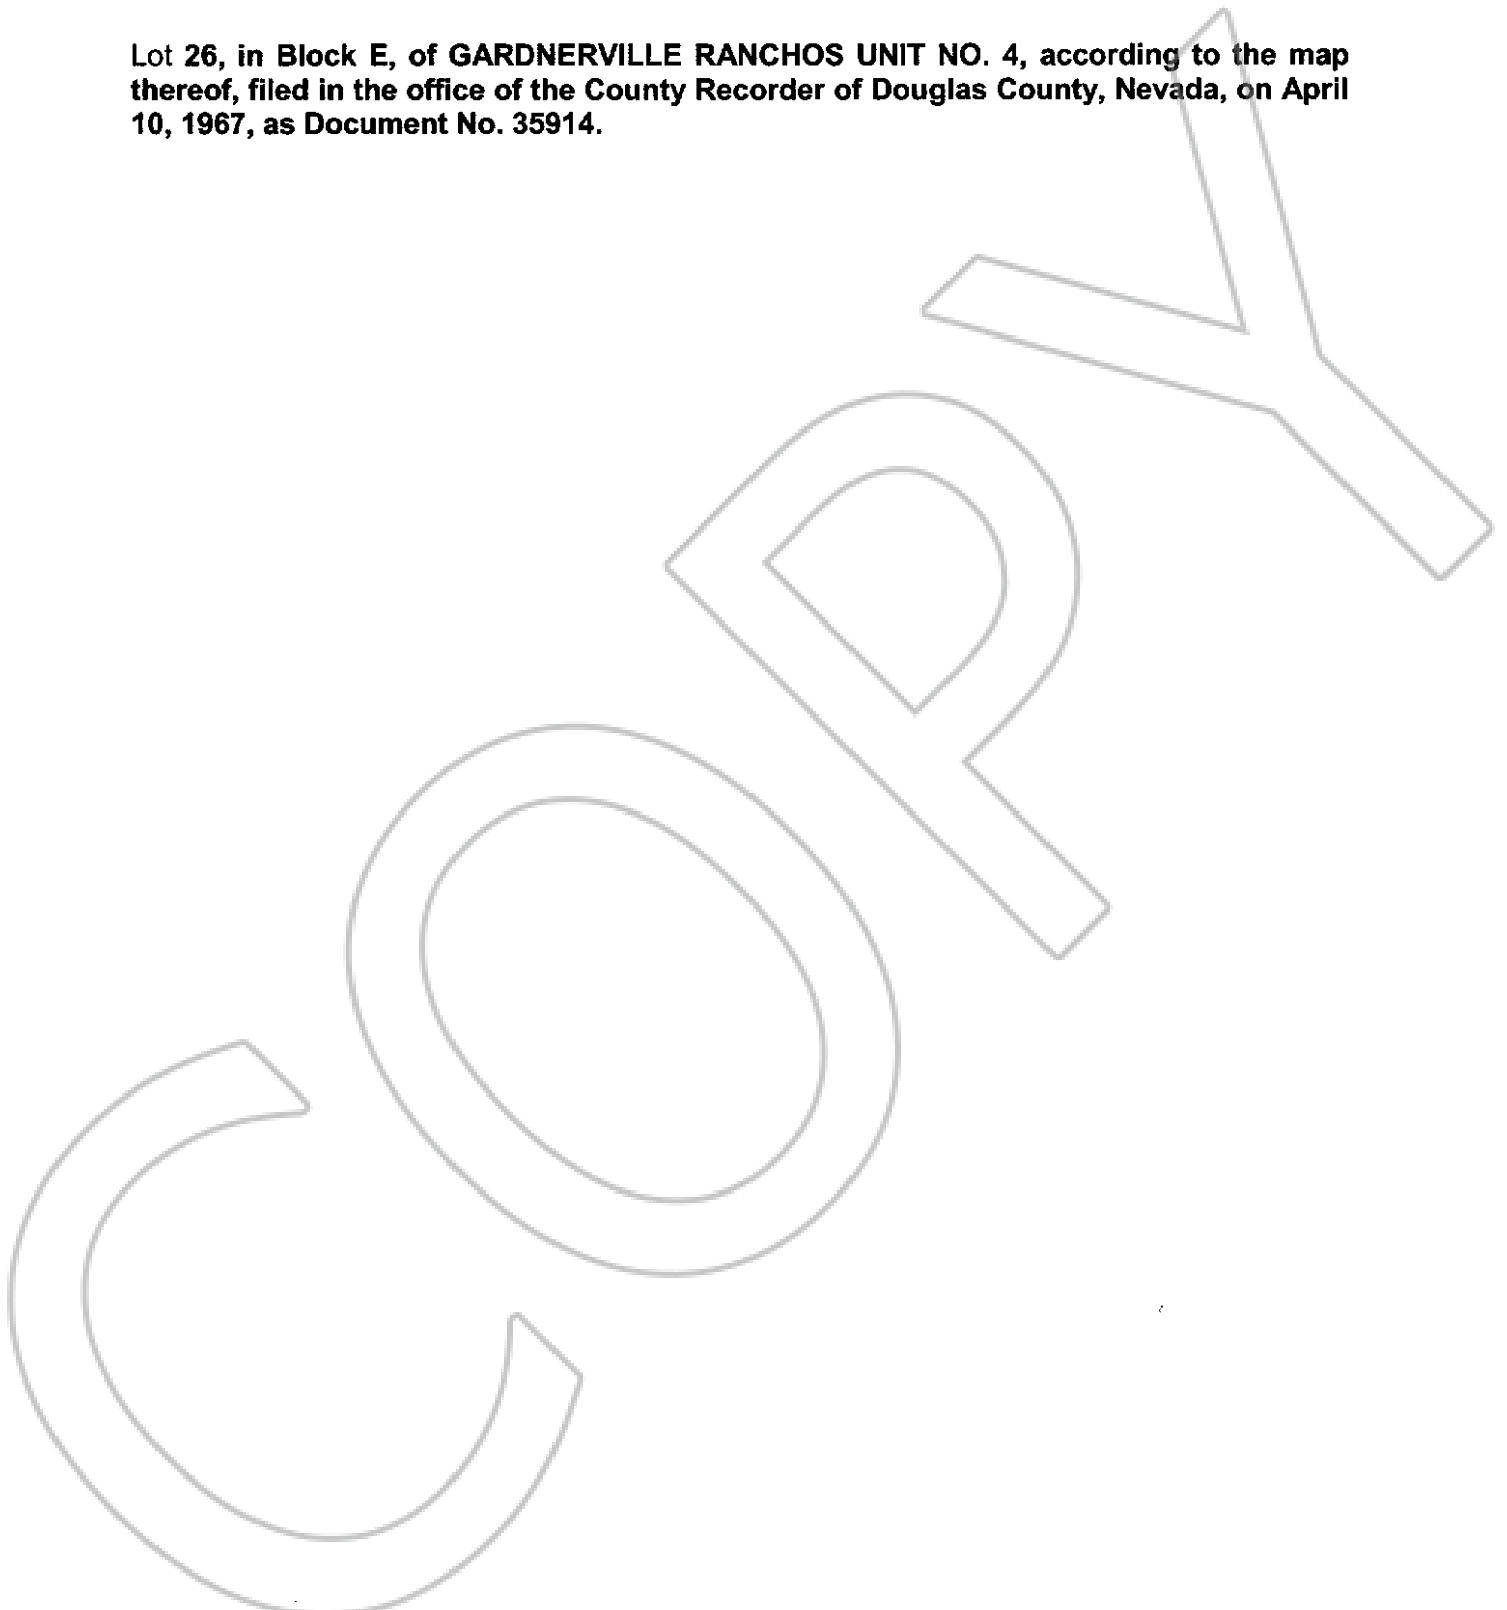 Lot 26, in Block E, of GARDNERVILLE RANCHOS UNIT NO. 4, according to the map
thereof, filed in the office of the County Recorder of Douglas County, Nevada, on April
10, 1967, as Document No. 35914.
COPY